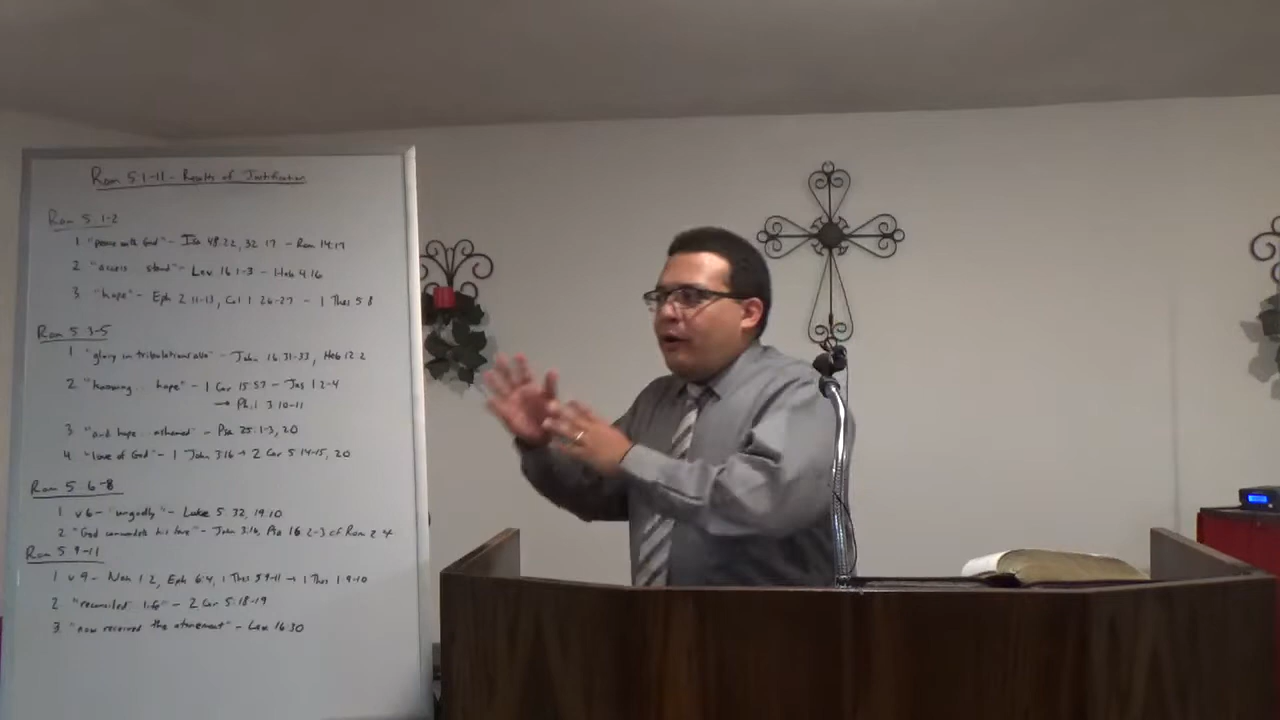 Rom 5:1-11 - Results of Justification
Rom 5:1-2
1 "peace with God" - Isa 48:22, 32:17 - Rom 14:17
2 "access stand" - Lev 16:1-3 - Heb 4:16
3 "hope" - Eph 2:11-13, Col 1:26-27 - 1 Thes 5:8
Rom 5:3-5
1 "glory in tribulations also" - John 16:31-33, Heb 12:2
2 "knowing... hope" - 1 Cor 15:57 - Jas 1:2-4
→ Phil 3:10-11
3 "and hope...ashamed" - Psa 25:1-3, 20
4 "love of God" - 1 John 3:16 → 2 Cor 5:14-15, 20
Rom 5:6-8
1 v6 - "ungodly" - Luke 5:32, 19:10
2 "God commendeth his love" - John 3:16, Psa 16:2-3 cf Rom 2:4
Rom 5:9-11
1 v9 - Nah 1:2, Eph 6:4, 1 Thes 5:9-11 → 1 Thes 1:9-10
2 "reconciled life" - 2 Cor 5:18-19
3 "now received the atonement" - Lev 16:30